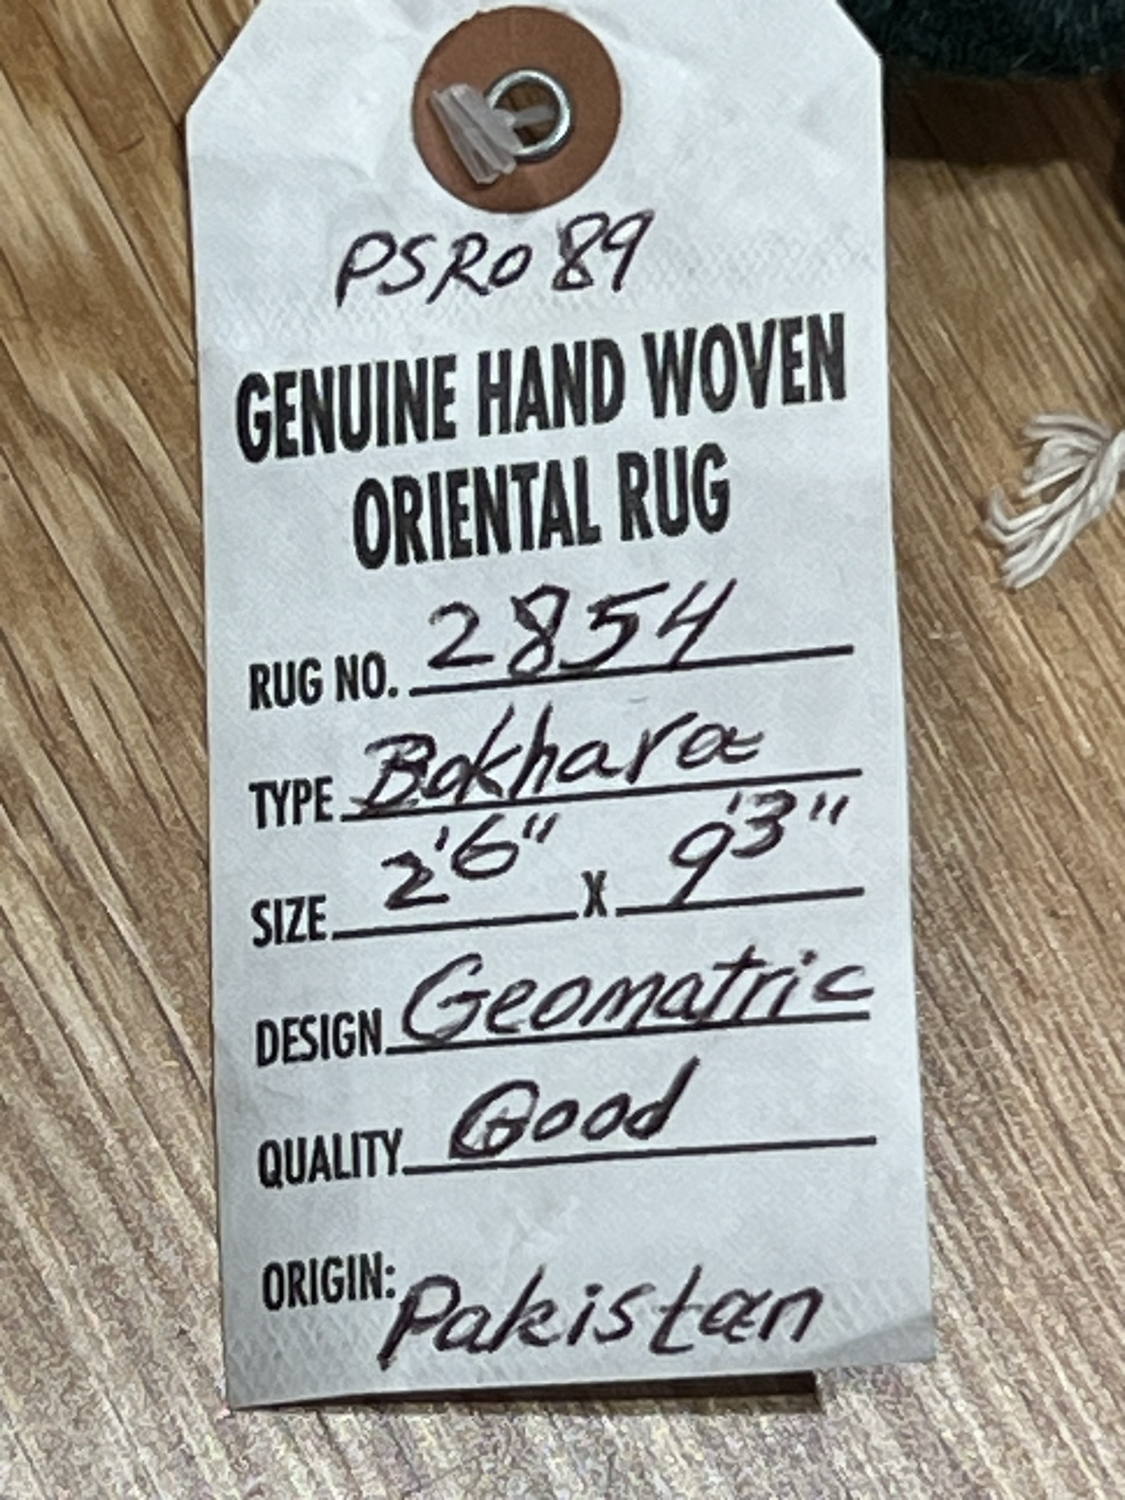 PSR089
GENUINE HAND WOVEN
ORIENTAL RUG
RUG NO. 2854
TYPE Bokhara
SIZE 2'6" X 9'3"
DESIGN Geomatric
QUALITY Good
ORIGIN: Pakistan